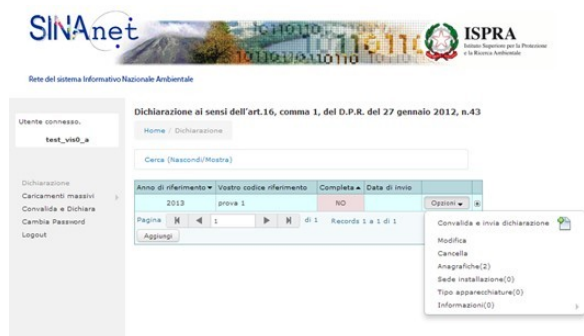 SINAnet
ISPRA
Istituto Superiore per la Protezione
e la Ricerca Ambientale
Rete del sistema Informativo Nazionale Ambientale
Utente connesso.
test_vis0_a
Dichiarazione
Caricamenti massivi
Convalida e Dichiara
Cambia Password
Logout
Dichiarazione ai sensi dell'art.16, comma 1, del D.P.R. del 27 gennaio 2012, n.43
Home / Dichiarazione
Cerca (Nascondi/Mostra)
Anno di riferimento Vostro codice riferimento Completa Data di invio
2013 prova 1 NO Opzioni
Pagina 1 di 1 Records 1 a 1 di 1
Aggiungi
Convalida e invia dichiarazione
Modifica
Cancella
Anagrafiche(2)
Sede installazione(0)
Tipo apparecchiature(0)
Informazioni(0)